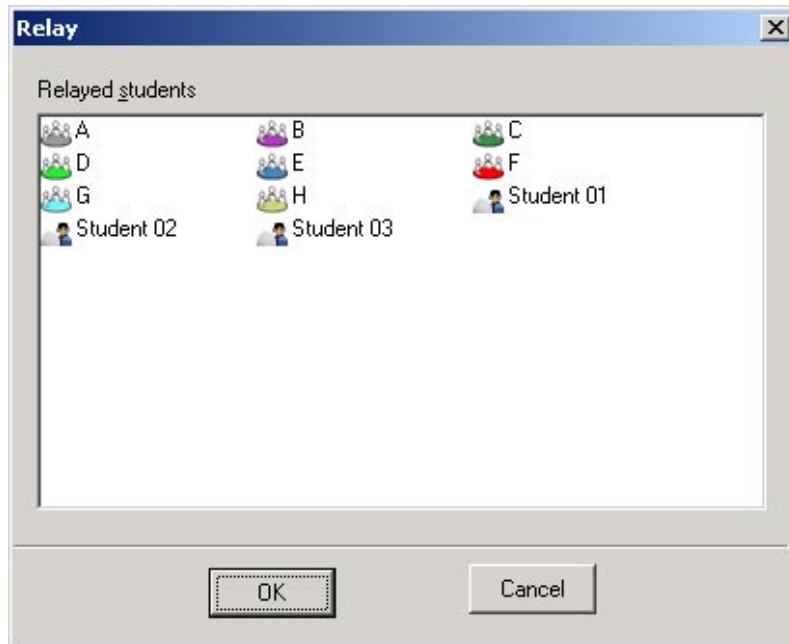 Relay
Relayed students
A B C
D E F
G H Student 01
Student 02 Student 03
OK Cancel